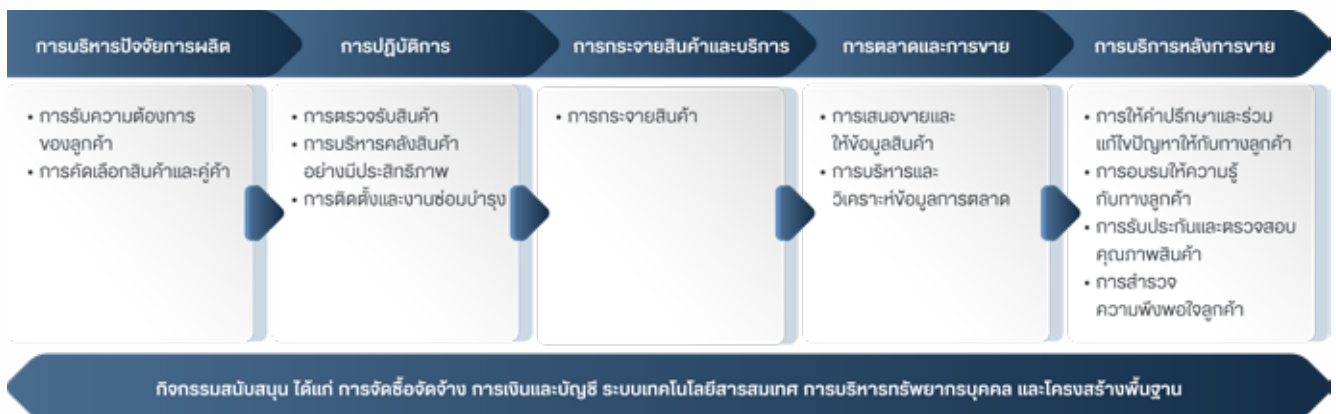 การบริหารปัจจัยการผลิต
การปฏิบัติการ
การกระจายสินค้าและบริการ
การตลาดและการขาย
การบริการหลังการขาย
• การรับความต้องการ
ของลูกค้า
• การคัดเลือกสินค้าและคู่ค้า
• การตรวจรับสินค้า
• การบริหารคลังสินค้า
อย่างมีประสิทธิภาพ
• การติดตั้งและงานซ่อมบำรุง
• การกระจายสินค้า
• การเสนอขายและ
ให้ข้อมูลสินค้า
• การบริหารและ
วิเคราะห์ข้อมูลการตลาด
• การให้คำปรึกษาและร่วม
แก้ไขปัญหาให้กับทางลูกค้า
• การอบรมให้ความรู้
กับทางลูกค้า
• การรับประกันและตรวจสอบ
คุณภาพสินค้า
• การสำรวจ
ความพึงพอใจลูกค้า
กิจกรรมสนับสนุน ได้แก่ การจัดซื้อจัดจ้าง การเงินและบัญชี ระบบเทคโนโลยีสารสนเทศ การบริหารทรัพยากรบุคคล และโครงสร้างพื้นฐาน